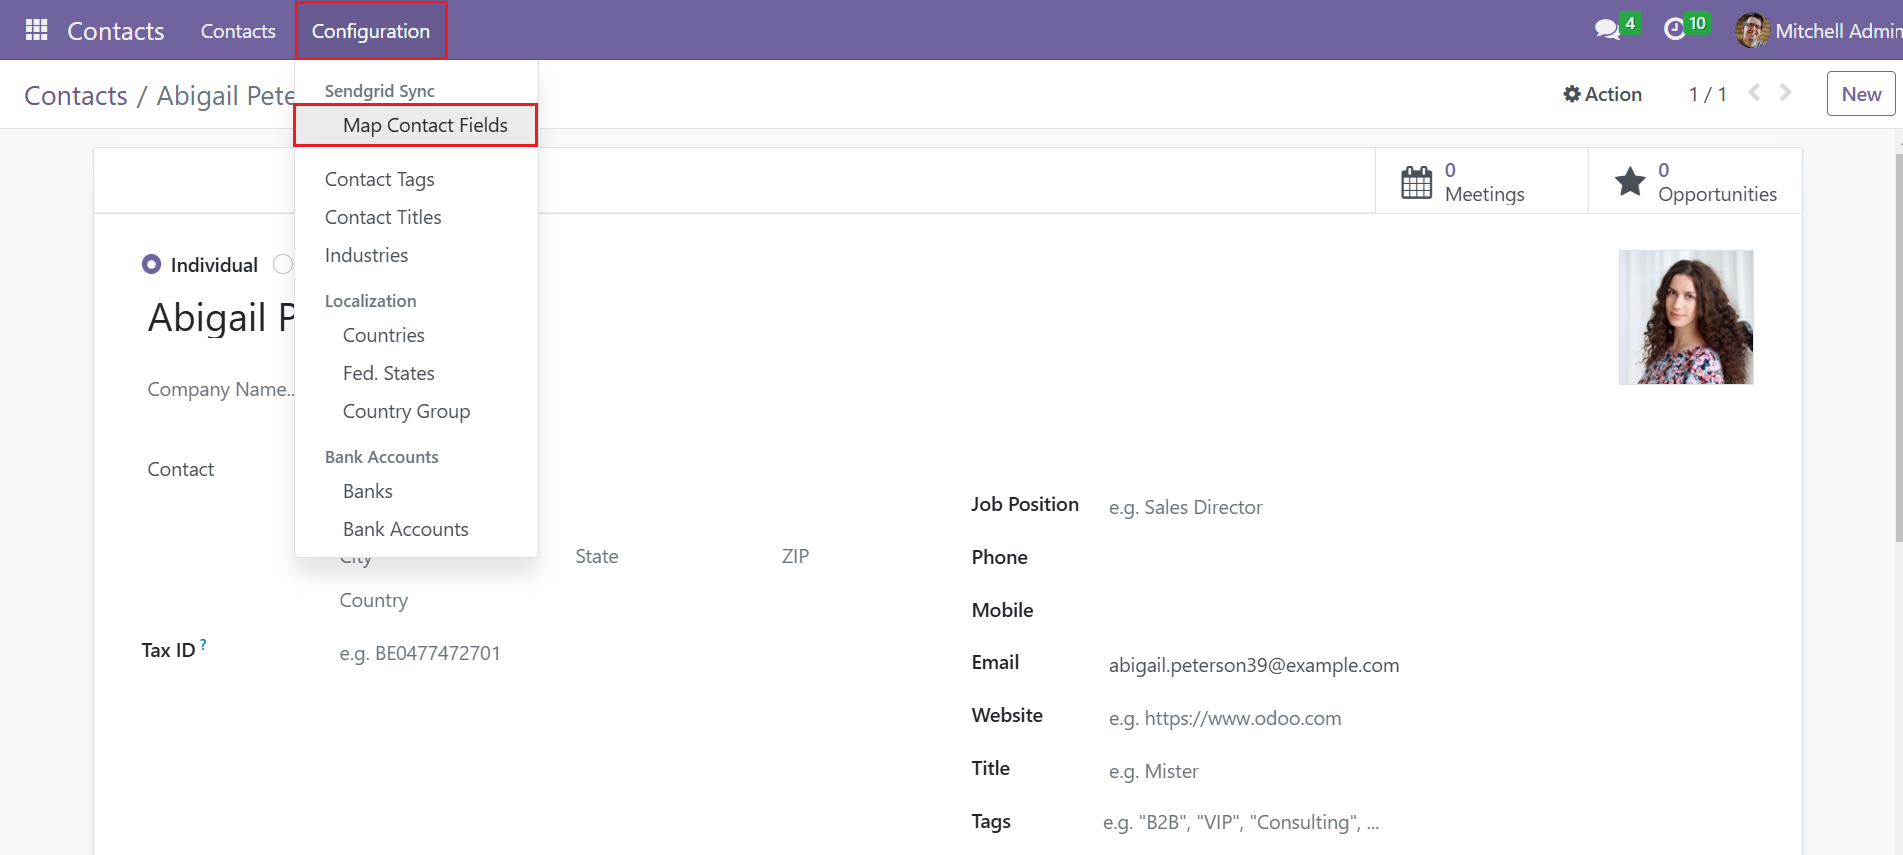 Contacts Contacts Configuration 4 10 Mitchell Admin
Contacts / Abigail Pete Action 1 / 1 New
Sendgrid Sync
Map Contact Fields
Contact Tags
Contact Titles
Industries
Localization
Countries
Fed. States
Country Group
Bank Accounts
Banks
Bank Accounts
0
Meetings
0
Opportunities
Individual
Abigail P
Company Name...
Contact
City State ZIP
Country
Tax ID ? e.g. BE0477472701
Job Position e.g. Sales Director
Phone
Mobile
Email abigail.peterson39@example.com
Website e.g. https://www.odoo.com
Title e.g. Mister
Tags e.g. "B2B", "VIP", "Consulting", ...